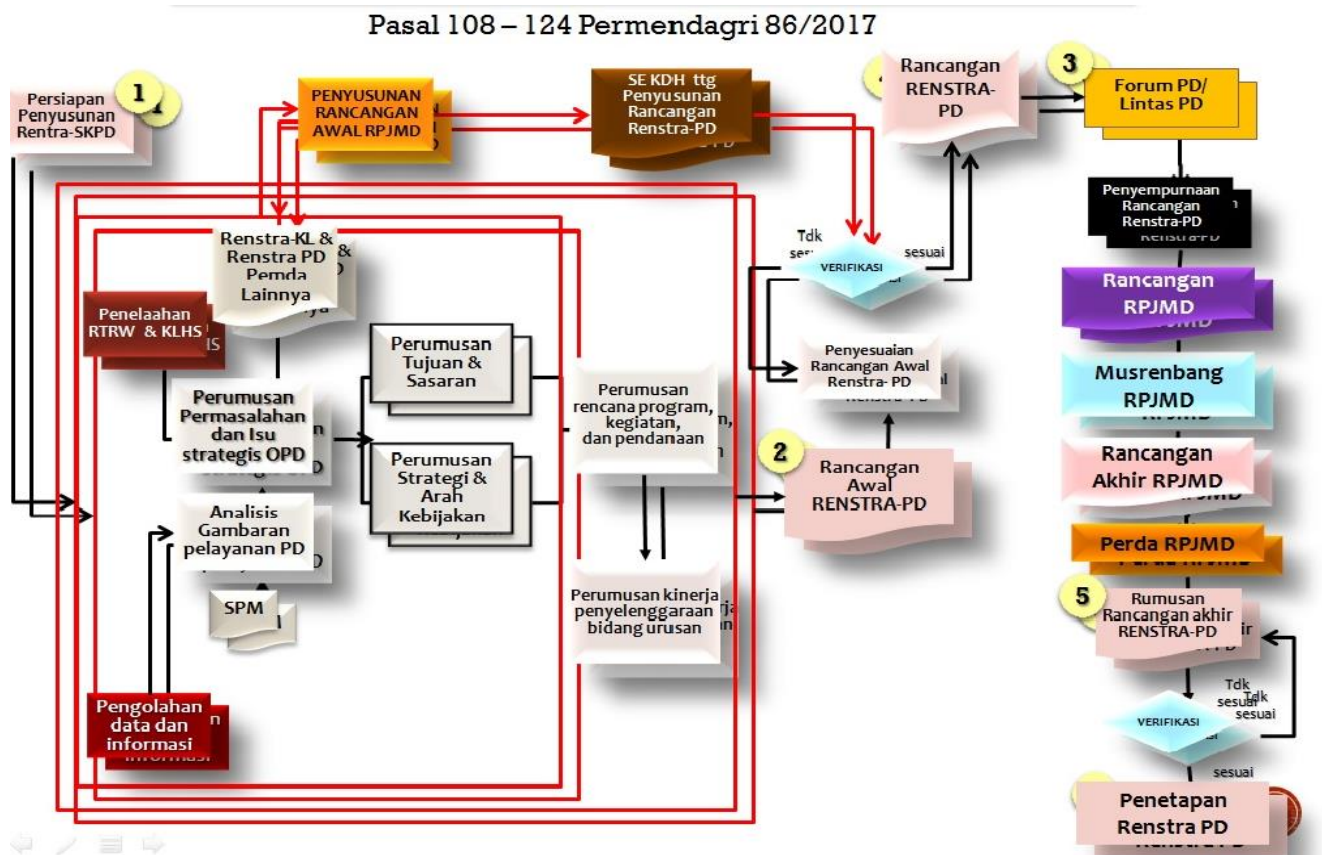 Pasal 108 – 124 Permendagri 86/2017
1
Persiapan
Penyusunan
Rentra-SKPD
PENYUSUNAN
RANCANGAN
AWAL RPJMD
SE KDH ttg
Penyusunan
Rancangan
Renstra-PD
Rancangan
RENSTRA-
PD
3
Forum PD/
Lintas PD
Penyempurnaan
Rancangan
Renstra-PD
Renstra-KL &
Renstra PD
Pemda
Lainnya
Penelaahan
RTRW & KLHS
Perumusan
Permasalahan
dan Isu
strategis OPD
Analisis
Gambaran
pelayanan PD
SPM
Pengolahan
data dan
informasi
Perumusan
Tujuan &
Sasaran
Perumusan
Strategi &
Arah
Kebijakan
Perumusan
rencana program,
kegiatan,
dan pendanaan
Perumusan kinerja
penyelenggaraan
bidang urusan
Tdk
sesuai
VERIFIKASI
Penyesuaian
Rancangan Awal
Renstra- PD
2
Rancangan
Awal
RENSTRA-PD
Rancangan
RPJMD
Musrenbang
RPJMD
Rancangan
Akhir RPJMD
Perda RPJMD
5
Rumusan
Rancangan akhir
RENSTRA-PD
Tdk
sesuai
Tdk
sesuai
VERIFIKASI
sesuai
Penetapan
Renstra PD